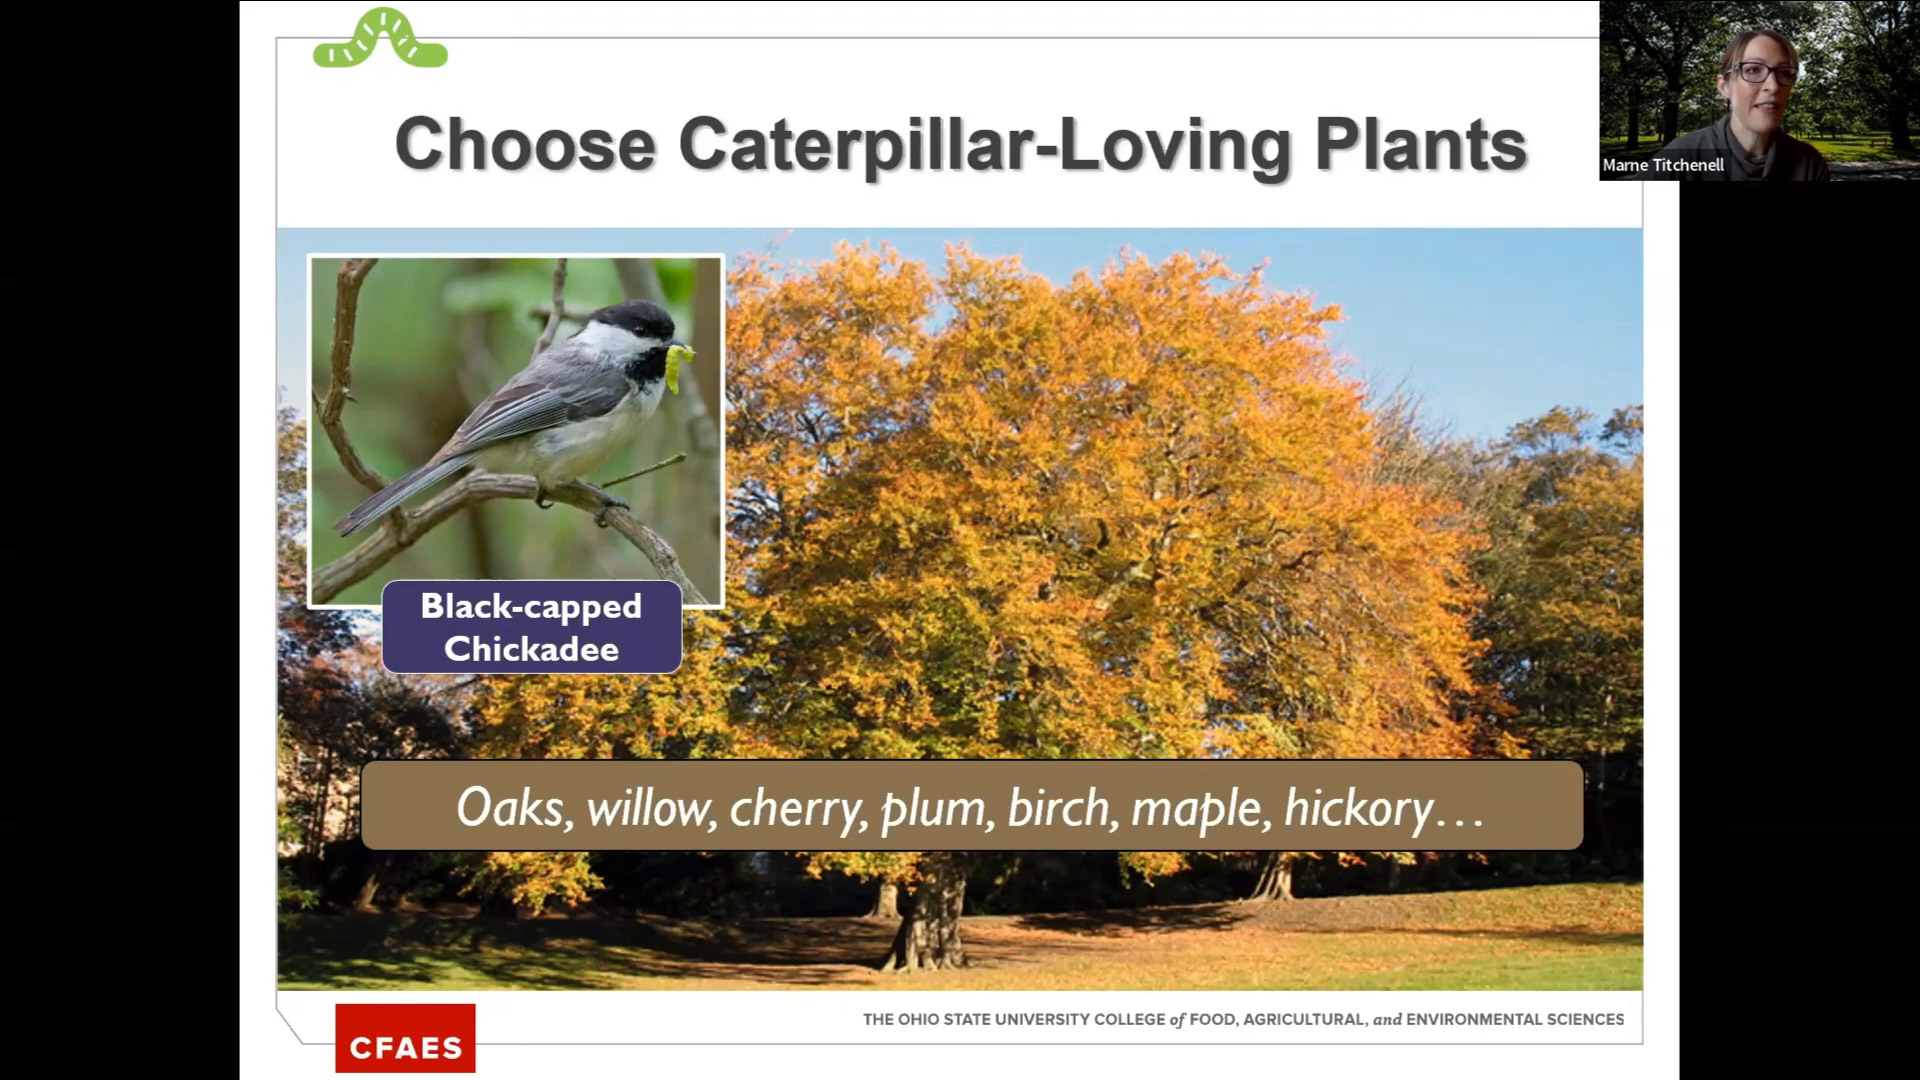 Choose Caterpillar-Loving Plants
Marne Titchenell
Black-capped
Chickadee
Oaks, willow, cherry, plum, birch, maple, hickory…
CFAES
THE OHIO STATE UNIVERSITY COLLEGE of FOOD, AGRICULTURAL, and ENVIRONMENTAL SCIENCES